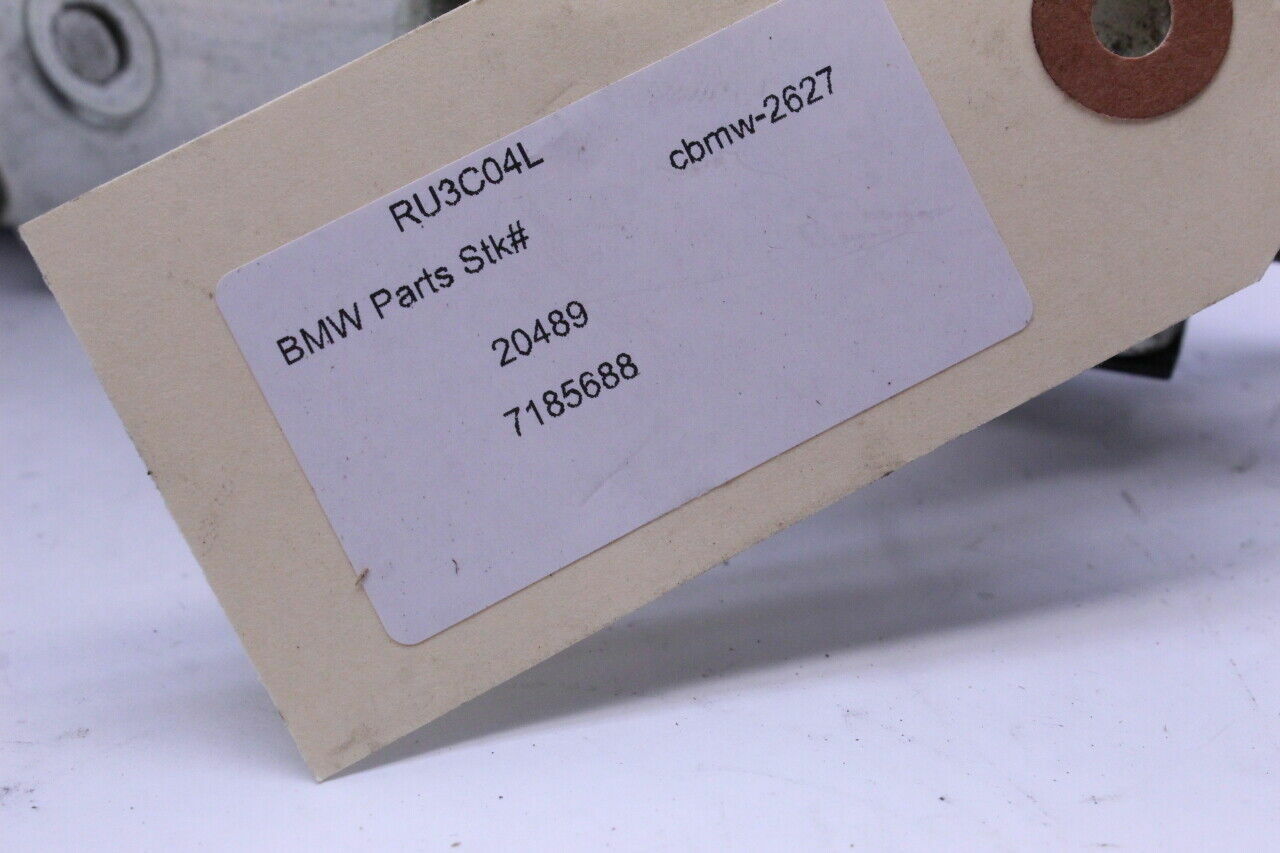 RU3C04L cbmw-2627
BMW Parts Stk#
20489
7185688